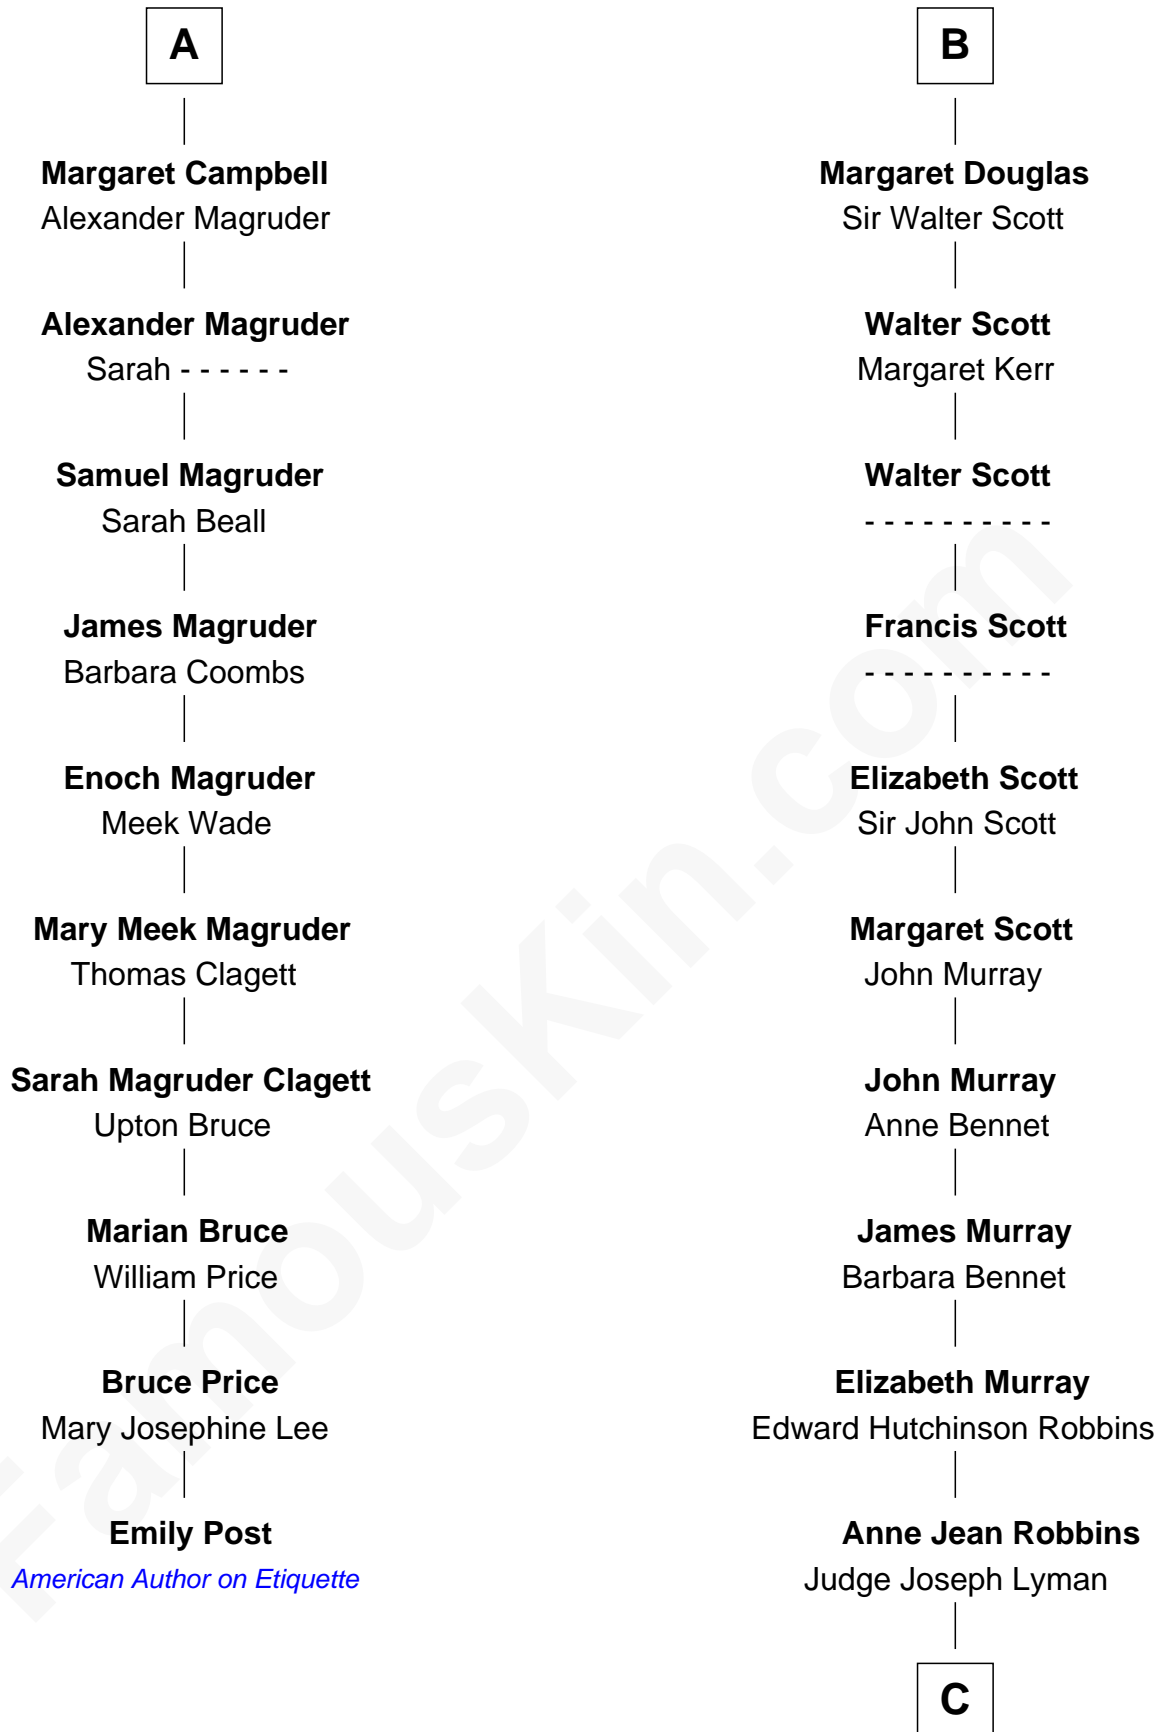 A
Margaret Campbell
Alexander Magruder
Alexander Magruder
Sarah - - - - - -
Samuel Magruder
Sarah Beall
James Magruder
Barbara Coombs
Enoch Magruder
Meek Wade
Mary Meek Magruder
Thomas Clagett
Sarah Magruder Clagett
Upton Bruce
Marian Bruce
William Price
Bruce Price
Mary Josephine Lee
Emily Post
American Author on Etiquette
B
Margaret Douglas
Sir Walter Scott
Walter Scott
Margaret Kerr
Walter Scott
- - - - - - - - - -
Francis Scott
- - - - - - - - - -
Elizabeth Scott
Sir John Scott
Margaret Scott
John Murray
John Murray
Anne Bennet
James Murray
Barbara Bennet
Elizabeth Murray
Edward Hutchinson Robbins
Anne Jean Robbins
Judge Joseph Lyman
C
FamousKin.com